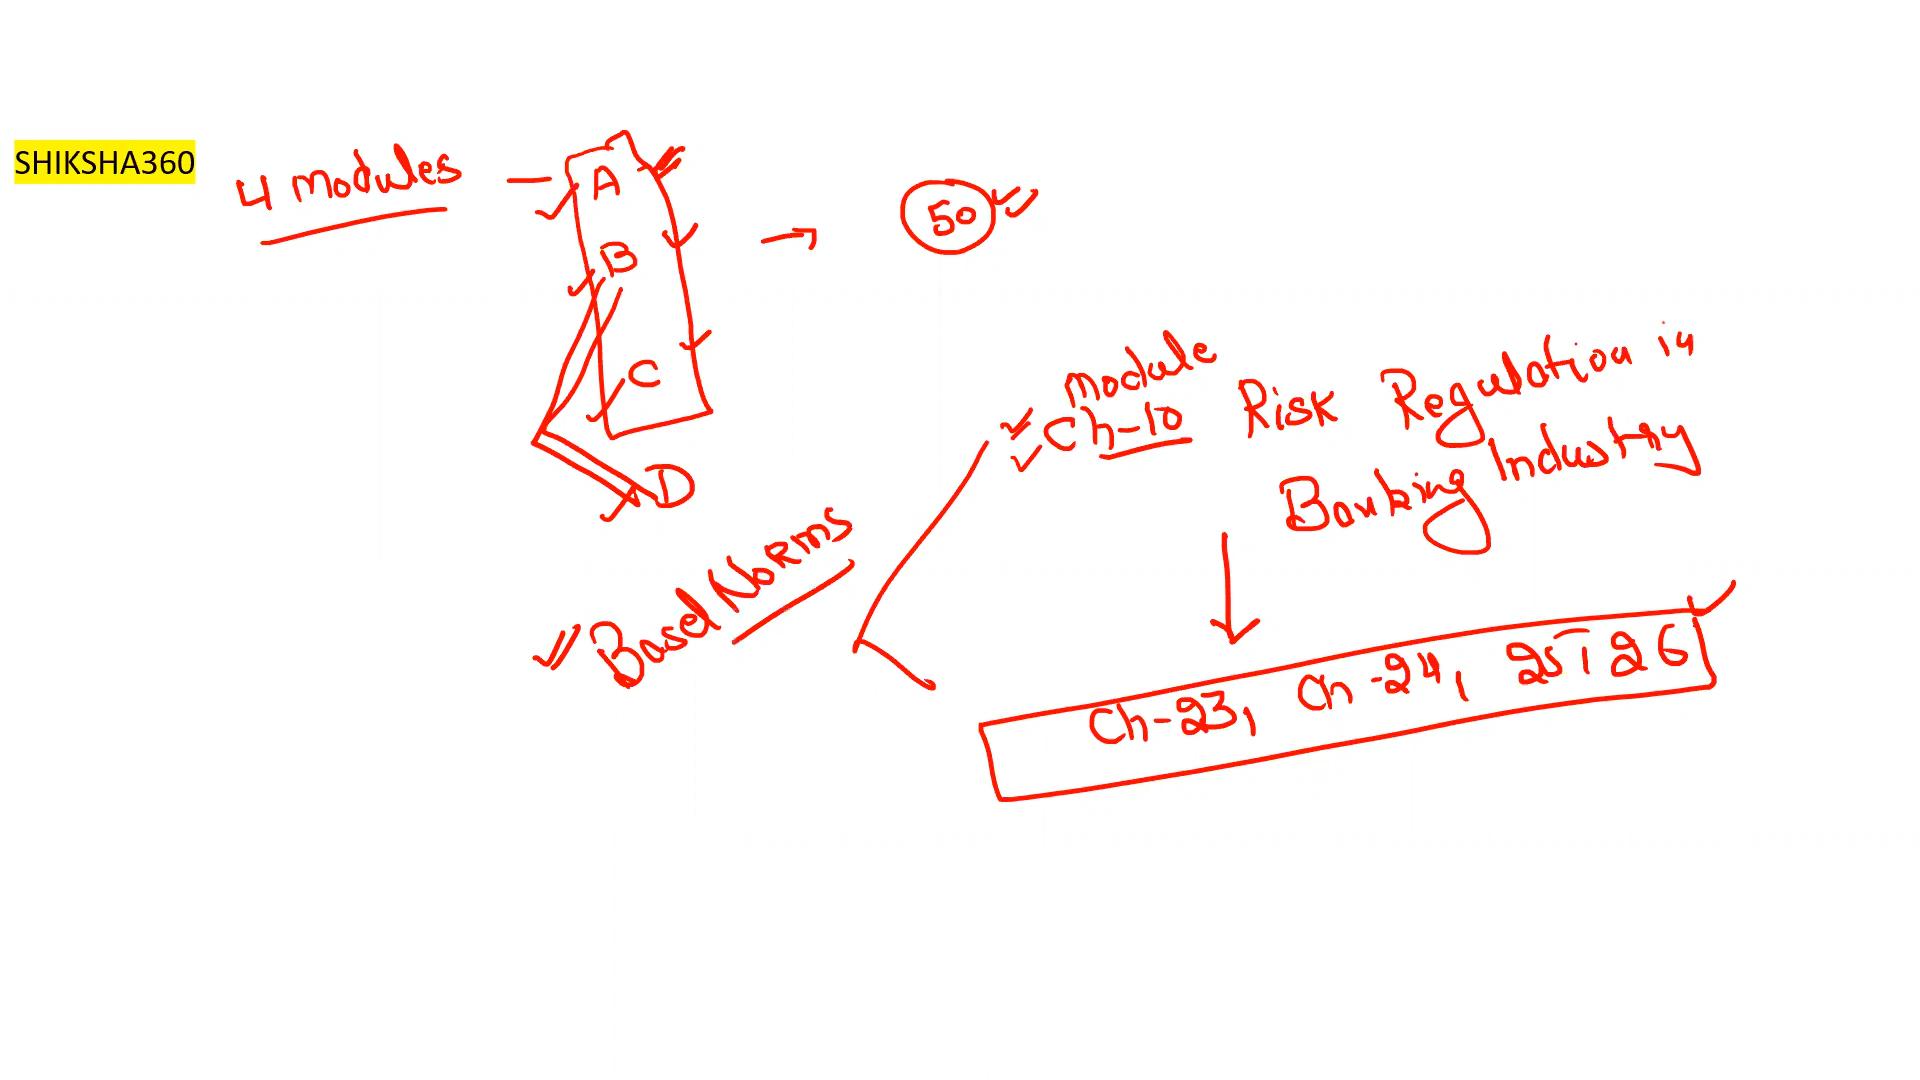 SHIKSHA360
4 modules - A
B
C
D
→ 50
Basel Norms
module
Ch-10 Risk Regulation in
Banking Industry
Ch-23, Ch-24, 25, 26